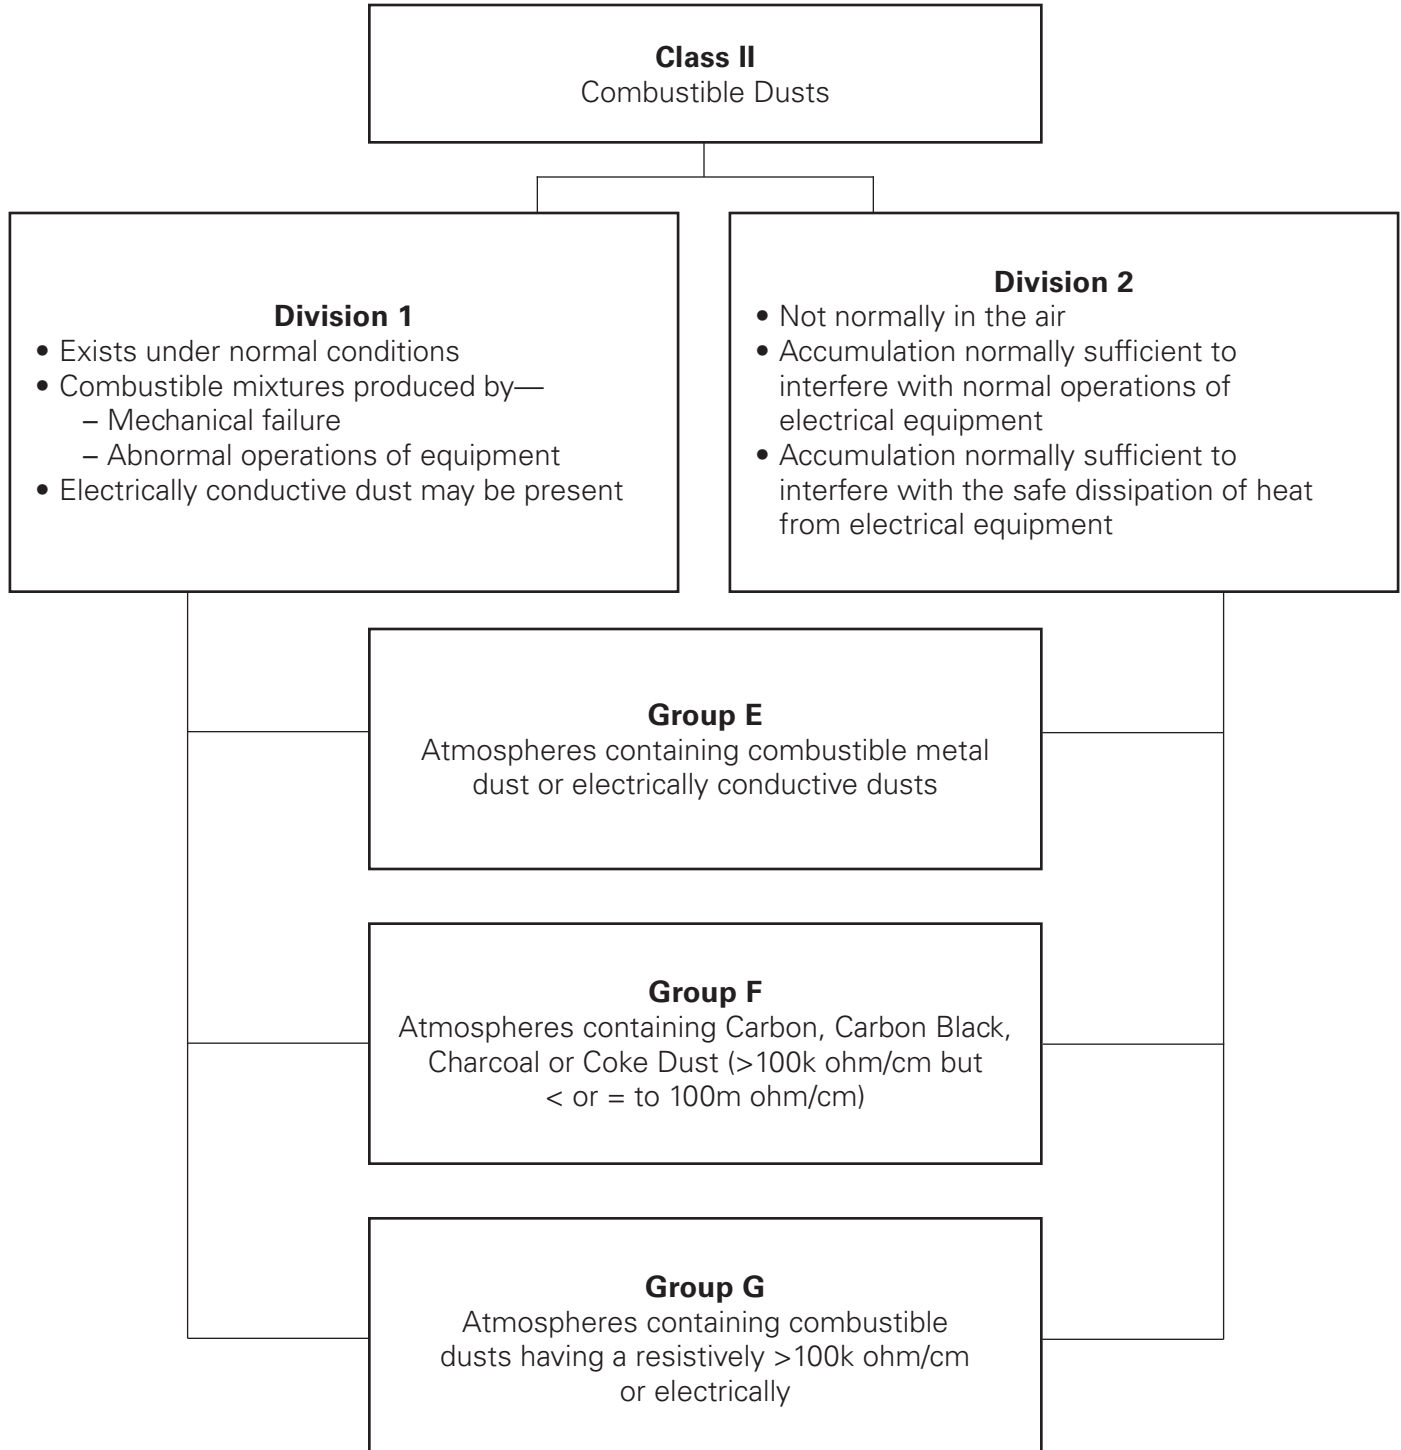 Class II
Combustible Dusts
Division 1
• Exists under normal conditions
• Combustible mixtures produced by—
– Mechanical failure
– Abnormal operations of equipment
• Electrically conductive dust may be present
Division 2
• Not normally in the air
• Accumulation normally sufficient to
interfere with normal operations of
electrical equipment
• Accumulation normally sufficient to
interfere with the safe dissipation of heat
from electrical equipment
Group E
Atmospheres containing combustible metal
dust or electrically conductive dusts
Group F
Atmospheres containing Carbon, Carbon Black,
Charcoal or Coke Dust (>100k ohm/cm but
< or = to 100m ohm/cm)
Group G
Atmospheres containing combustible
dusts having a resistively >100k ohm/cm
or electrically